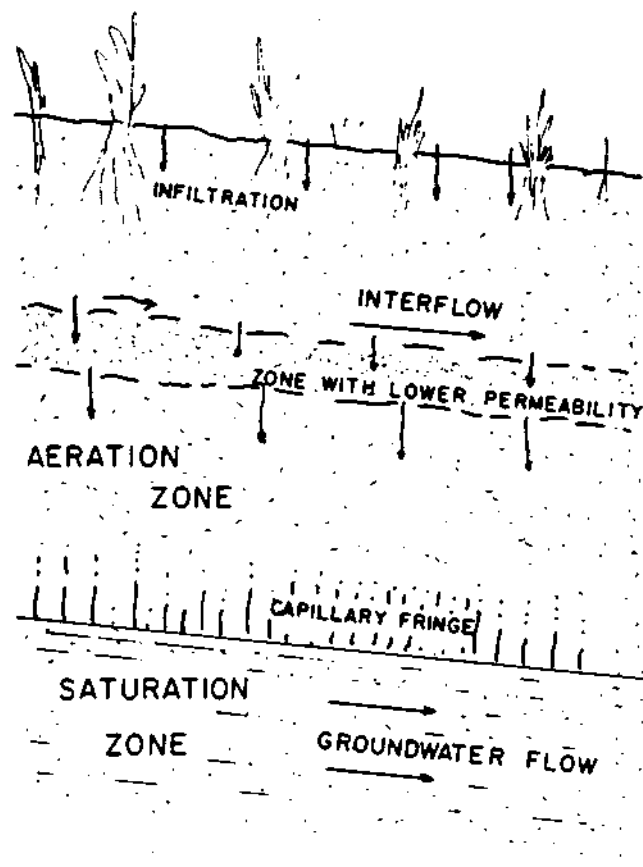 INFILTRATION
INTERFLOW
ZONE WITH LOWER PERMEABILITY
AERATION
ZONE
CAPILLARY FRINGE
SATURATION
ZONE
GROUNDWATER FLOW